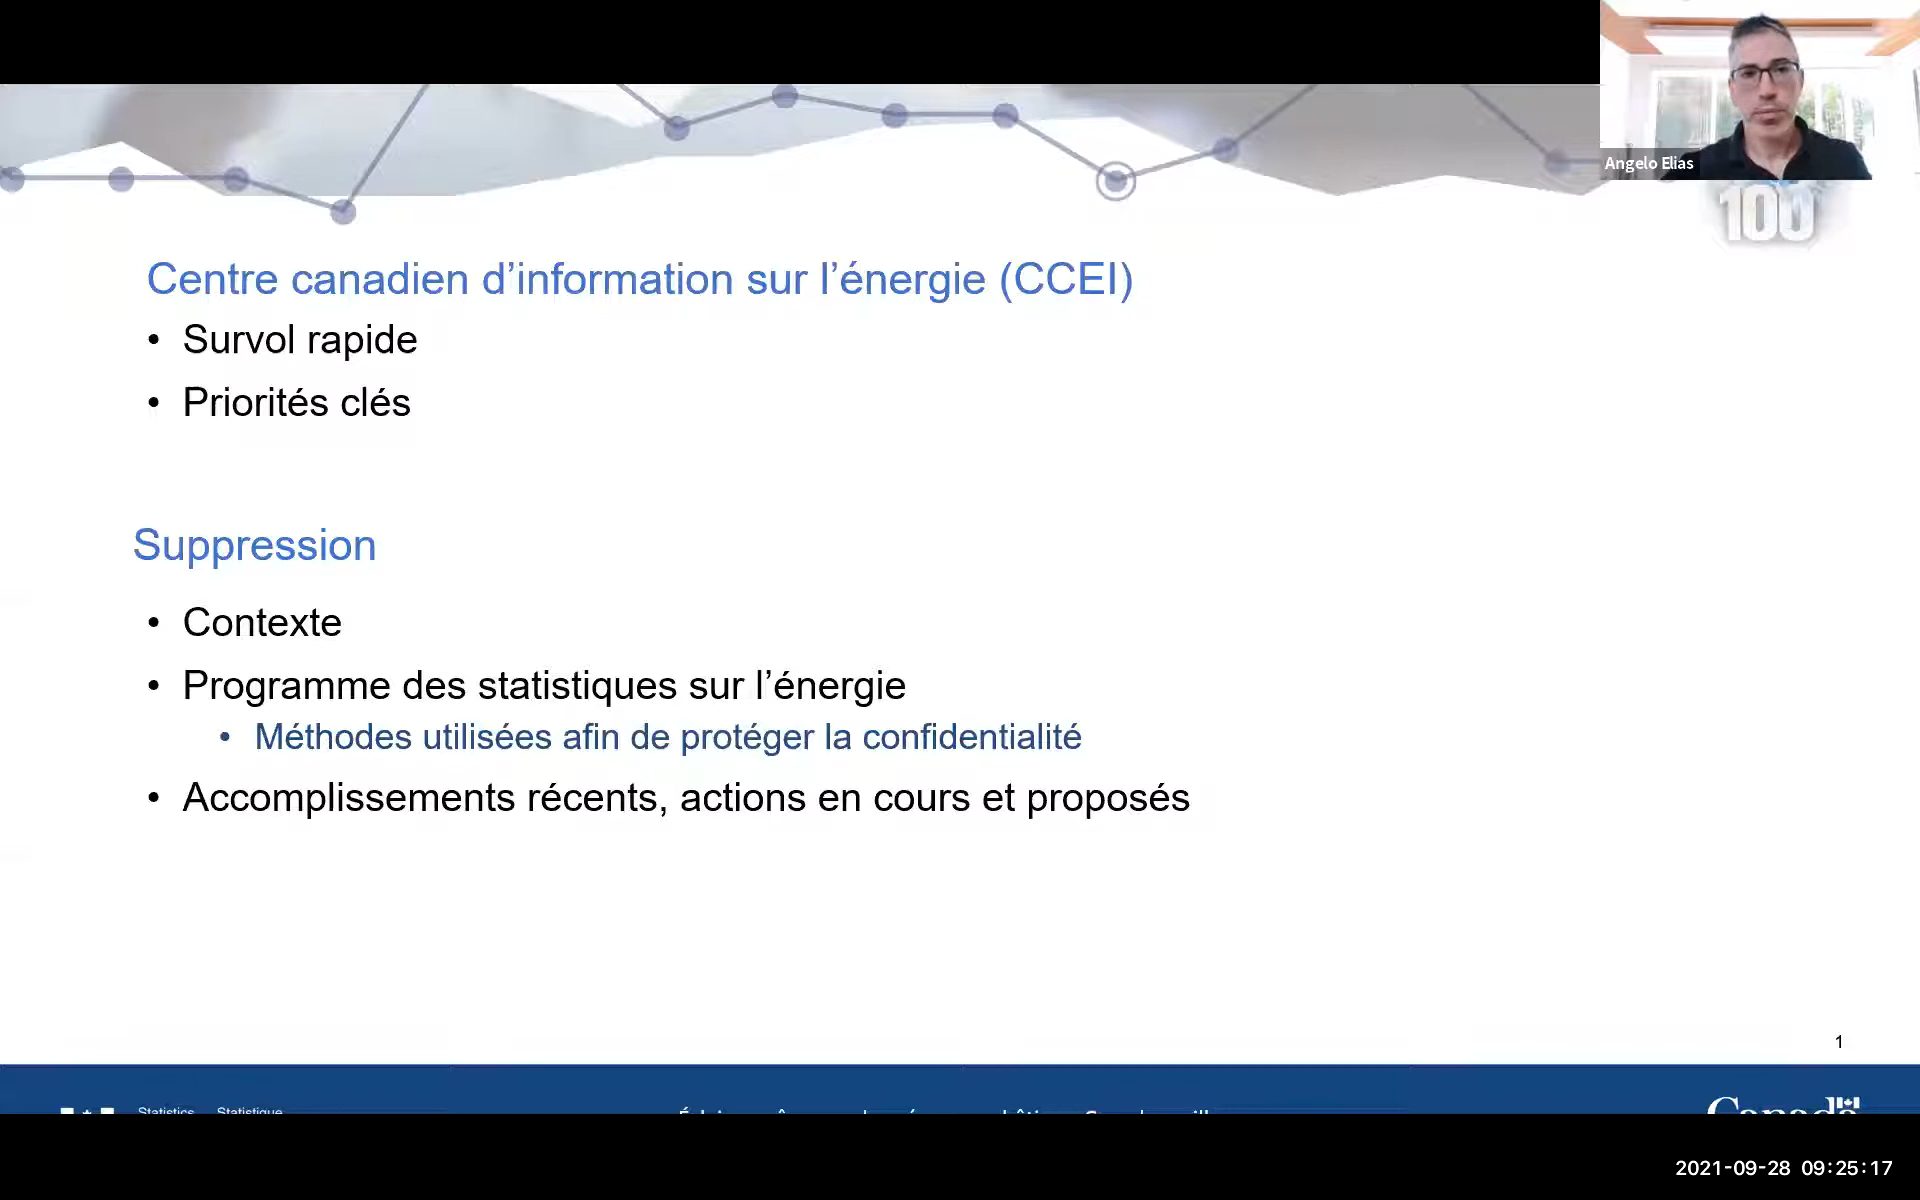 Angelo Elias
100
Centre canadien d’information sur l’énergie (CCEI)
• Survol rapide
• Priorités clés
Suppression
• Contexte
• Programme des statistiques sur l’énergie
• Méthodes utilisées afin de protéger la confidentialité
• Accomplissements récents, actions en cours et proposés
1
Statistics Statistique
Canada
2021-09-28 09:25:17